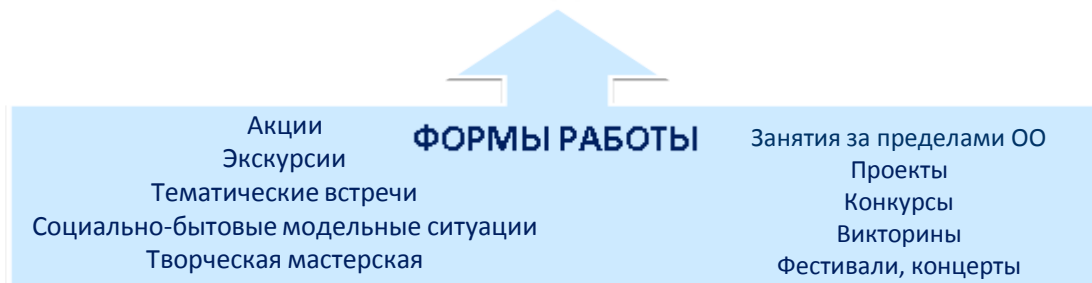 ФОРМЫ РАБОТЫ
Акции
Экскурсии
Тематические встречи
Социально-бытовые модельные ситуации
Творческая мастерская
Занятия за пределами ОО
Проекты
Конкурсы
Викторины
Фестивали, концерты